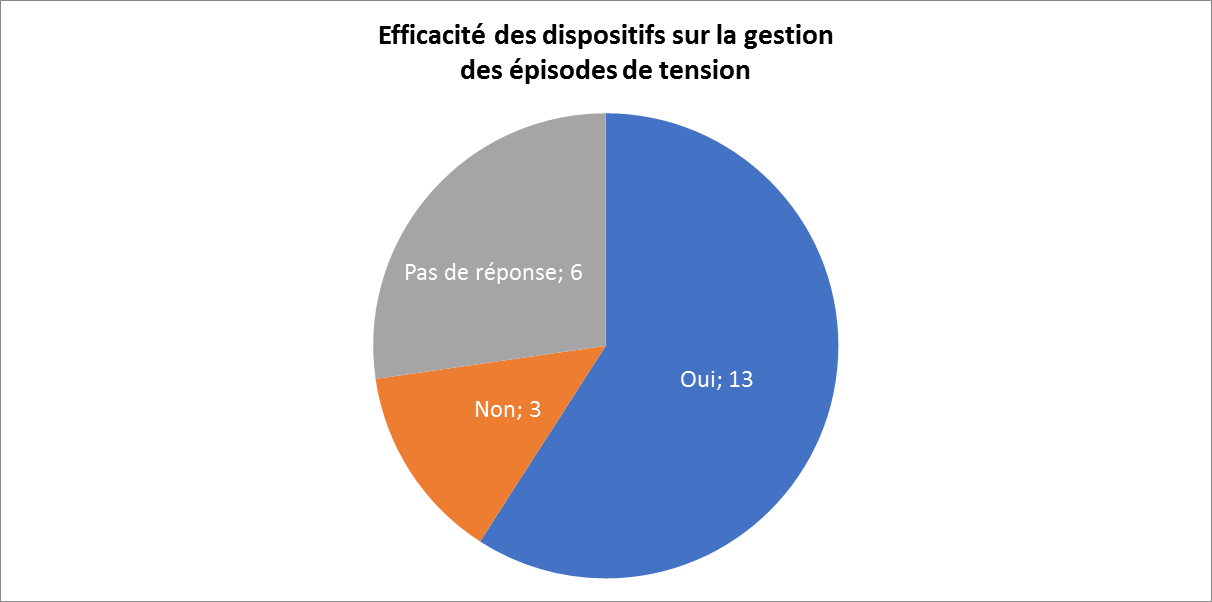 Efficacité des dispositifs sur la gestion
des épisodes de tension
Pas de réponse; 6
Oui; 13
Non; 3